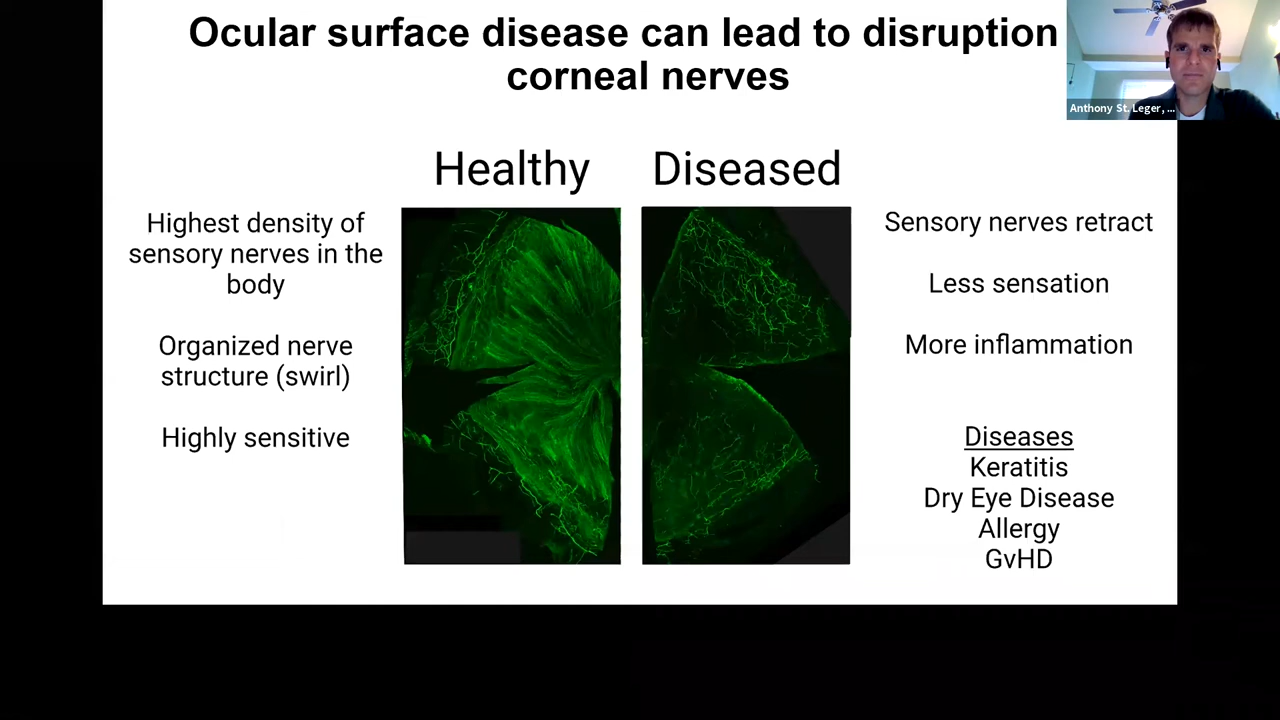 Ocular surface disease can lead to disruption
corneal nerves
Anthony St. Leger, ...
Healthy
Diseased
Highest density of
sensory nerves in the
body
Organized nerve
structure (swirl)
Highly sensitive
Sensory nerves retract
Less sensation
More inflammation
Diseases
Keratitis
Dry Eye Disease
Allergy
GvHD